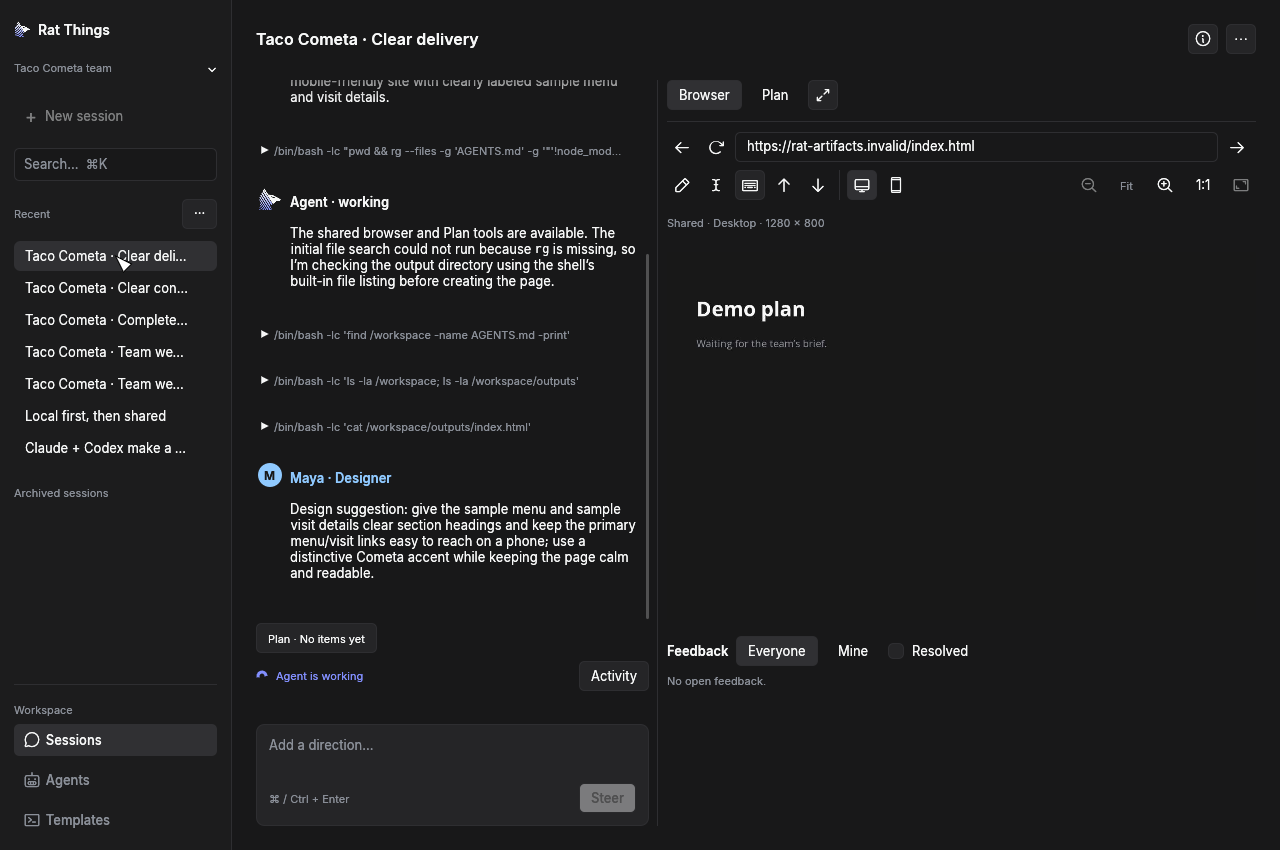 Rat Things
Taco Cometa team
+ New session
Search... ⌘K
Recent
...
Taco Cometa · Clear deli...
Taco Cometa · Clear con...
Taco Cometa · Complete...
Taco Cometa · Team we...
Taco Cometa · Team we...
Local first, then shared
Claude + Codex make a ...
Archived sessions
Workspace
Sessions
Agents
Templates
Taco Cometa · Clear delivery
mobile-friendly site with clearly labeled sample menu
and visit details.
/bin/bash -lc "pwd && rg --files -g 'AGENTS.md' -g '"'!node_mod...
Agent · working
The shared browser and Plan tools are available. The
initial file search could not run because rg is missing, so
I'm checking the output directory using the shell's
built-in file listing before creating the page.
/bin/bash -lc 'find /workspace -name AGENTS.md -print'
/bin/bash -lc 'ls -la /workspace; ls -la /workspace/outputs'
/bin/bash -lc 'cat /workspace/outputs/index.html'
M
Maya · Designer
Design suggestion: give the sample menu and sample
visit details clear section headings and keep the primary
menu/visit links easy to reach on a phone; use a
distinctive Cometa accent while keeping the page calm
and readable.
Plan · No items yet
Agent is working
Activity
Add a direction...
⌘ / Ctrl + Enter
Steer
Browser
Plan
https://rat-artifacts.invalid/index.html
Fit
1:1
Shared · Desktop · 1280 × 800
Demo plan
Waiting for the team's brief.
Feedback
Everyone
Mine
Resolved
No open feedback.